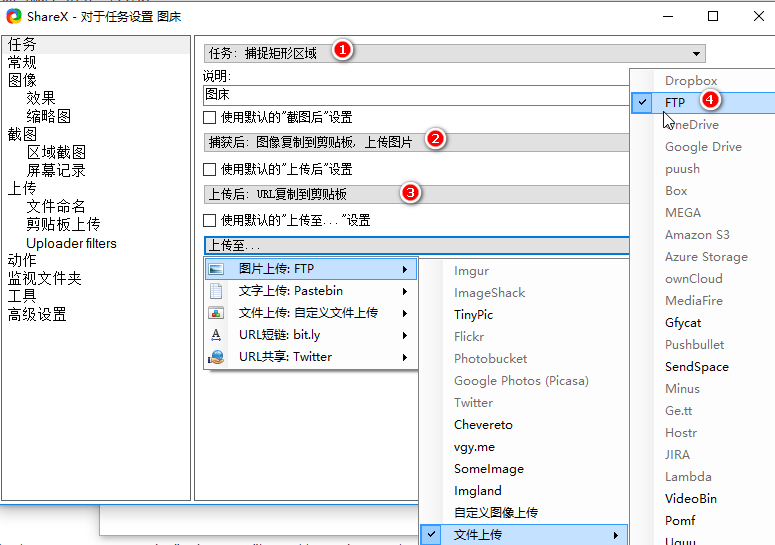 ShareX - 对于任务设置 图床
任务
常规
图像
效果
缩略图
截图
区域截图
屏幕记录
上传
文件命名
剪贴板上传
Uploader filters
动作
监视文件夹
工具
高级设置
任务: 捕捉矩形区域 1
说明:
图床
使用默认的"截图后"设置
捕获后: 图像复制到剪贴板, 上传图片 2
使用默认的"上传后"设置
上传后: URL复制到剪贴板 3
使用默认的"上传至..."设置
上传至...
图片上传: FTP
文字上传: Pastebin
文件上传: 自定义文件上传
URL短链: bit.ly
URL共享: Twitter
Imgur
ImageShack
TinyPic
Flickr
Photobucket
Google Photos (Picasa)
Twitter
Chevereto
vgy.me
SomeImage
Imgland
自定义图像上传
文件上传
Dropbox
FTP 4
OneDrive
Google Drive
puush
Box
MEGA
Amazon S3
Azure Storage
ownCloud
MediaFire
Gfycat
Pushbullet
SendSpace
Minus
Ge.tt
Hostr
JIRA
Lambda
VideoBin
Pomf
Uguu